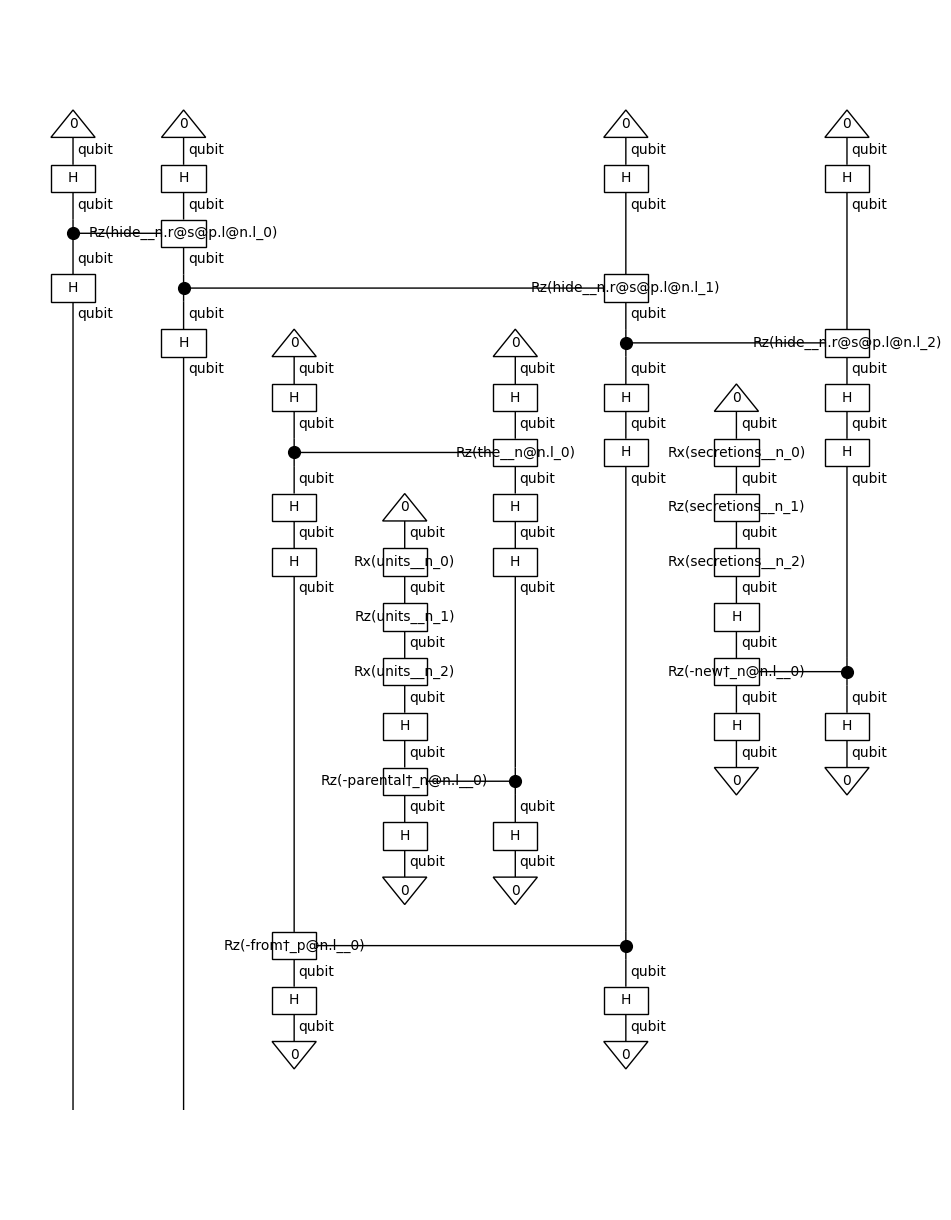 0 0 0 0
qubit qubit qubit qubit
H H H H
qubit qubit qubit qubit
Rz(hide__n.r@s@p.l@n.l_0)
qubit qubit
H Rz(hide__n.r@s@p.l@n.l_1)
qubit qubit qubit
H 0 0 Rz(hide__n.r@s@p.l@n.l_2)
qubit qubit qubit qubit qubit
H H H 0 H
qubit qubit qubit qubit qubit
Rz(the__n@n.l_0) H Rx(secretions__n_0) H
qubit qubit qubit qubit qubit
H 0 H Rz(secretions__n_1)
qubit qubit qubit qubit
H Rx(units__n_0) H Rx(secretions__n_2)
qubit qubit qubit qubit
Rz(units__n_1) H
qubit qubit
Rx(units__n_2) Rz(-new†_n@n.l__0)
qubit qubit qubit
H H H
qubit qubit qubit
Rz(-parental†_n@n.l__0) 0 0
qubit qubit
H H
qubit qubit
0 0
Rz(-from†_p@n.l__0)
qubit qubit
H H
qubit qubit
0 0